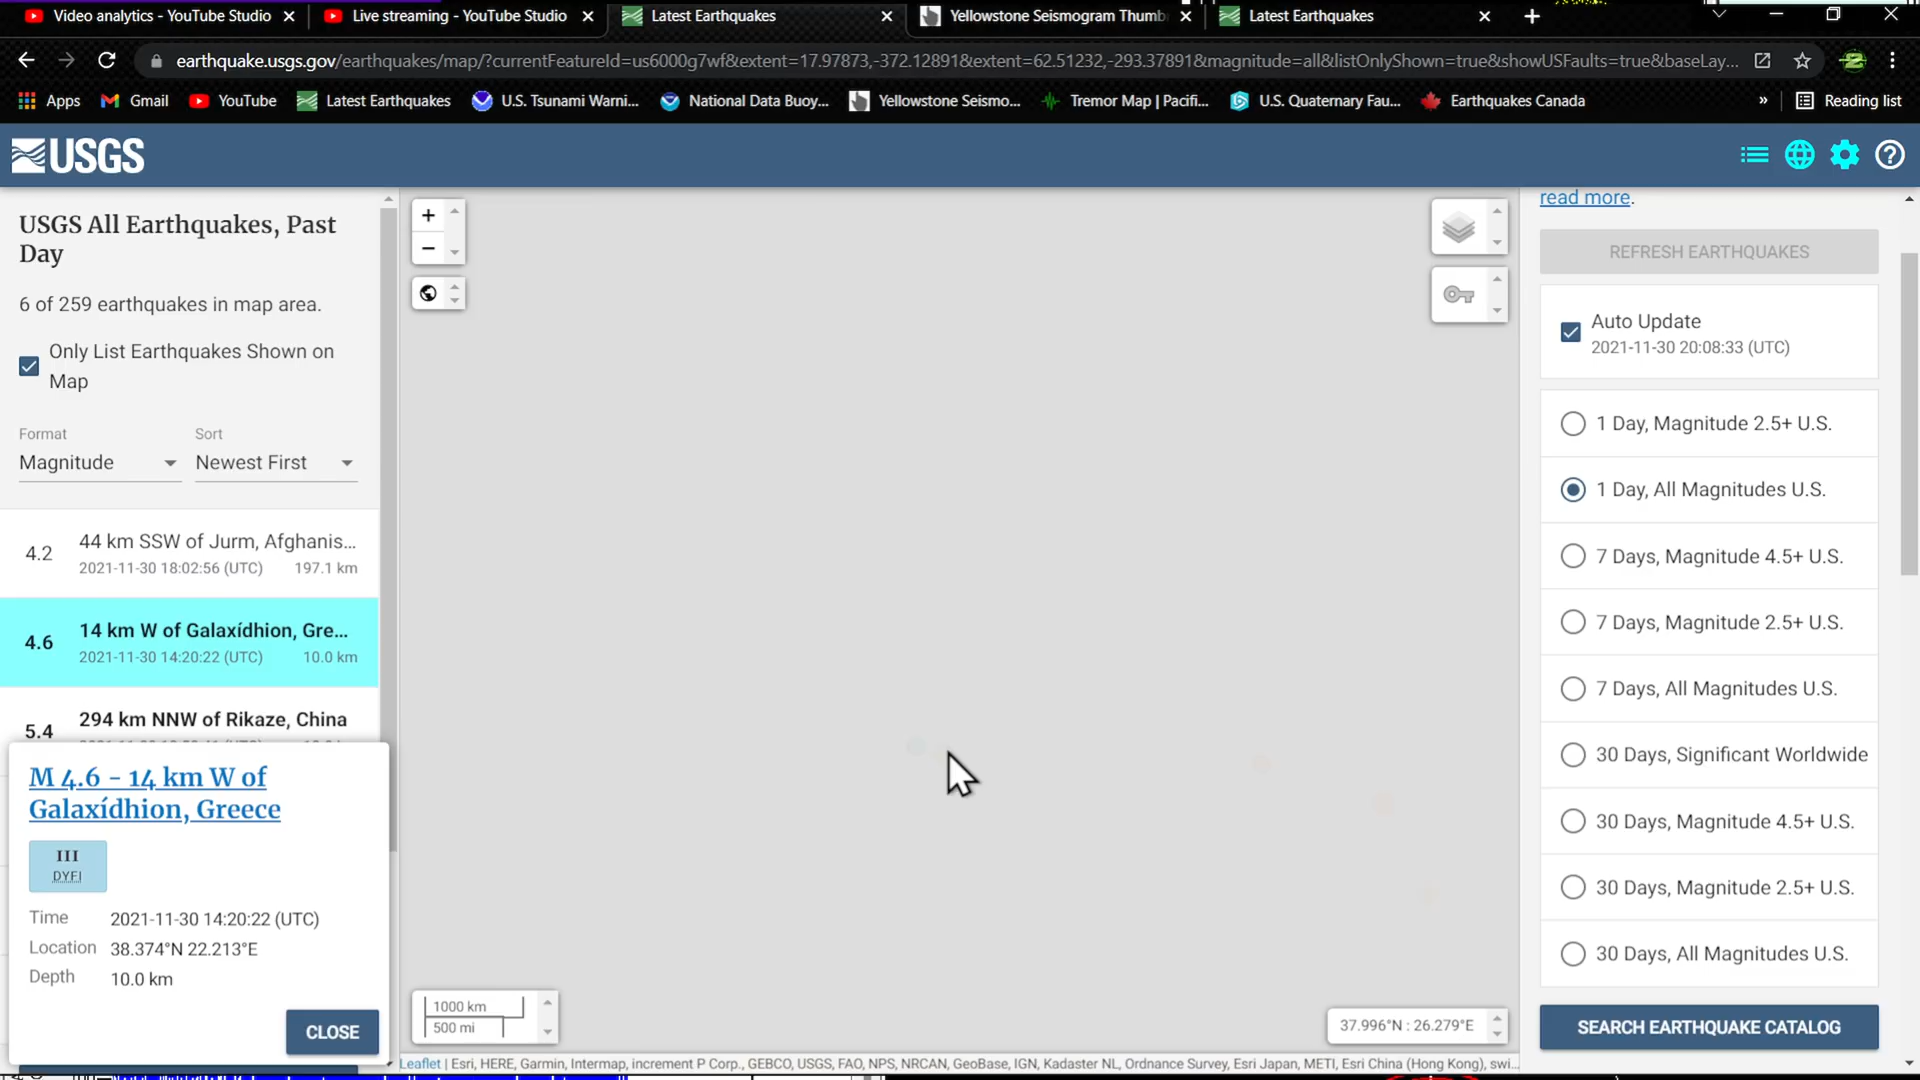 Video analytics - YouTube Studio
Live streaming - YouTube Studio
Latest Earthquakes
Yellowstone Seismogram Thumb
Latest Earthquakes
earthquake.usgs.gov/earthquakes/map/?currentFeatureId=us6000g7wf&extent=17.97873,-372.12891&extent=62.51232,-293.37891&magnitude=all&listOnlyShown=true&showUSFaults=true&baseLay...
Apps
Gmail
YouTube
Latest Earthquakes
U.S. Tsunami Warni...
National Data Buoy...
Yellowstone Seismo...
Tremor Map | Pacifi...
U.S. Quaternary Fau...
Earthquakes Canada
»
Reading list
USGS
USGS All Earthquakes, Past
Day
6 of 259 earthquakes in map area.
Only List Earthquakes Shown on
Map
Format
Sort
Magnitude
Newest First
4.2
44 km SSW of Jurm, Afghanis...
2021-11-30 18:02:56 (UTC) 197.1 km
4.6
14 km W of Galaxídhion, Gre...
2021-11-30 14:20:22 (UTC) 10.0 km
5.4
294 km NNW of Rikaze, China
M 4.6 - 14 km W of
Galaxídhion, Greece
III
DYFI
Time 2021-11-30 14:20:22 (UTC)
Location 38.374°N 22.213°E
Depth 10.0 km
CLOSE
+
−
1000 km
500 mi
37.996°N : 26.279°E
Leaflet | Esri, HERE, Garmin, Intermap, increment P Corp., GEBCO, USGS, FAO, NPS, NRCAN, GeoBase, IGN, Kadaster NL, Ordnance Survey, Esri Japan, METI, Esri China (Hong Kong), swi...
read more.
REFRESH EARTHQUAKES
Auto Update
2021-11-30 20:08:33 (UTC)
1 Day, Magnitude 2.5+ U.S.
1 Day, All Magnitudes U.S.
7 Days, Magnitude 4.5+ U.S.
7 Days, Magnitude 2.5+ U.S.
7 Days, All Magnitudes U.S.
30 Days, Significant Worldwide
30 Days, Magnitude 4.5+ U.S.
30 Days, Magnitude 2.5+ U.S.
30 Days, All Magnitudes U.S.
SEARCH EARTHQUAKE CATALOG